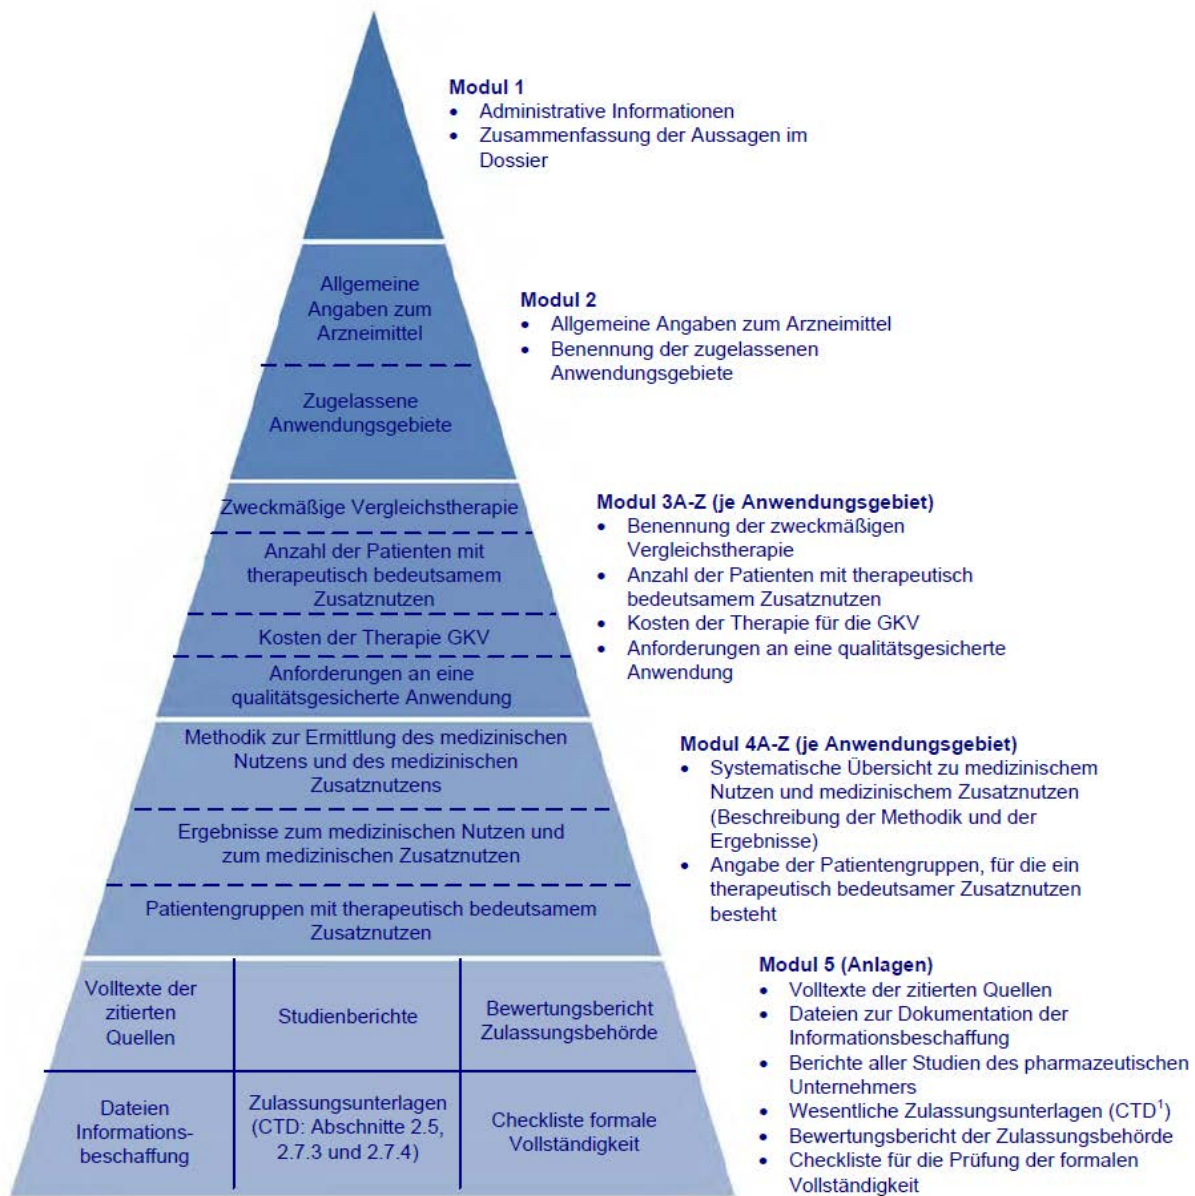 Modul 1
• Administrative Informationen
• Zusammenfassung der Aussagen im
Dossier
Allgemeine
Angaben zum
Arzneimittel
Zugelassene
Anwendungsgebiete
Modul 2
• Allgemeine Angaben zum Arzneimittel
• Benennung der zugelassenen
Anwendungsgebiete
Zweckmäßige Vergleichstherapie
Anzahl der Patienten mit
therapeutisch bedeutsamem
Zusatznutzen
Kosten der Therapie GKV
Anforderungen an eine
qualitätsgesicherte Anwendung
Modul 3A-Z (je Anwendungsgebiet)
• Benennung der zweckmäßigen
Vergleichstherapie
• Anzahl der Patienten mit therapeutisch
bedeutsamem Zusatznutzen
• Kosten der Therapie für die GKV
• Anforderungen an eine qualitätsgesicherte
Anwendung
Methodik zur Ermittlung des medizinischen
Nutzens und des medizinischen
Zusatznutzens
Ergebnisse zum medizinischen Nutzen und
zum medizinischen Zusatznutzen
Patientengruppen mit therapeutisch bedeutsamem
Zusatznutzen
Modul 4A-Z (je Anwendungsgebiet)
• Systematische Übersicht zu medizinischem
Nutzen und medizinischem Zusatznutzen
(Beschreibung der Methodik und der
Ergebnisse)
• Angabe der Patientengruppen, für die ein
therapeutisch bedeutsamer Zusatznutzen
besteht
Volltexte der
zitierten
Quellen
Studienberichte
Bewertungsbericht
Zulassungsbehörde
Dateien
Informations-
beschaffung
Zulassungsunterlagen
(CTD: Abschnitte 2.5,
2.7.3 und 2.7.4)
Checkliste formale
Vollständigkeit
Modul 5 (Anlagen)
• Volltexte der zitierten Quellen
• Dateien zur Dokumentation der
Informationsbeschaffung
• Berichte aller Studien des pharmazeutischen
Unternehmers
• Wesentliche Zulassungsunterlagen (CTD¹)
• Bewertungsbericht der Zulassungsbehörde
• Checkliste für die Prüfung der formalen
Vollständigkeit